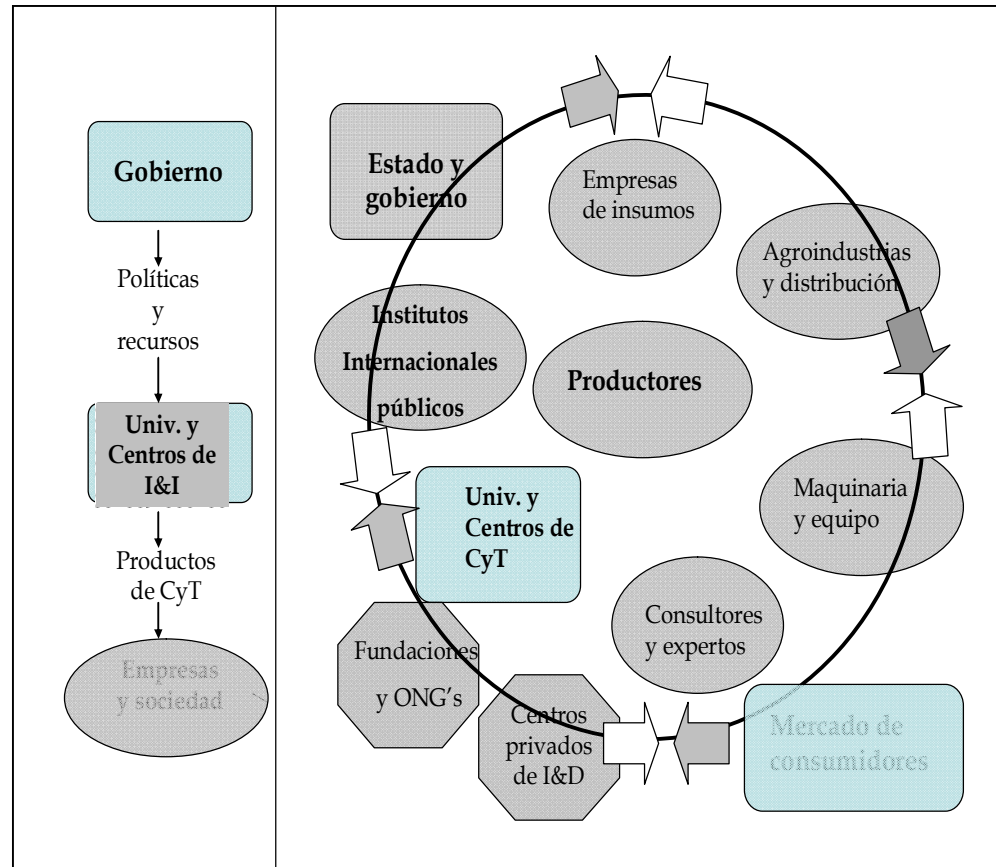 Gobierno
Políticas
y
recursos
Univ. y
Centros de
I&I
Productos
de CyT
Empresas
y sociedad
Estado y
gobierno
Empresas
de insumos
Agroindustrias
y distribución
Institutos
Internacionales
públicos
Productores
Univ. y
Centros de
CyT
Maquinaria
y equipo
Consultores
y expertos
Fundaciones
y ONG's
Centros
privados
de I&D
Mercado de
consumidores